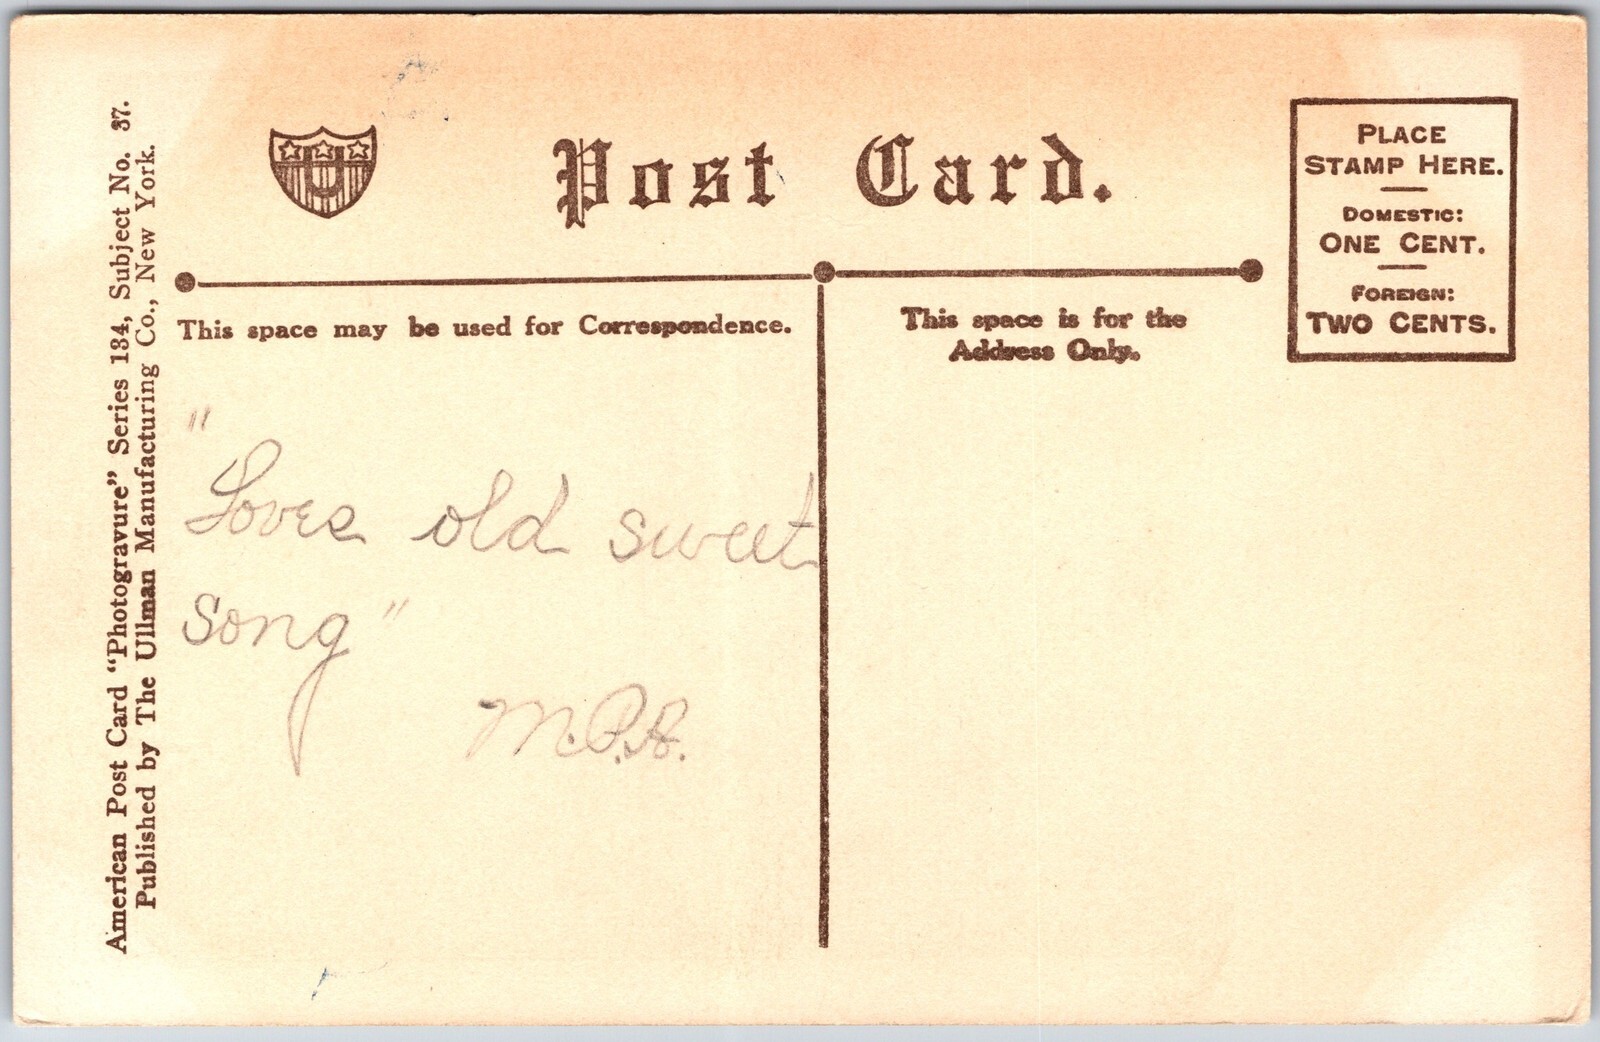 American Post Card "Photogravure" Series 134, Subject No. 37.
Published by The Ullman Manufacturing Co., New York.
U
Post Card.
PLACE
STAMP HERE.
DOMESTIC:
ONE CENT.
FOREIGN:
TWO CENTS.
This space may be used for Correspondence.
This space is for the
Address Only.
"Loves old sweet
song"
M.P.A.